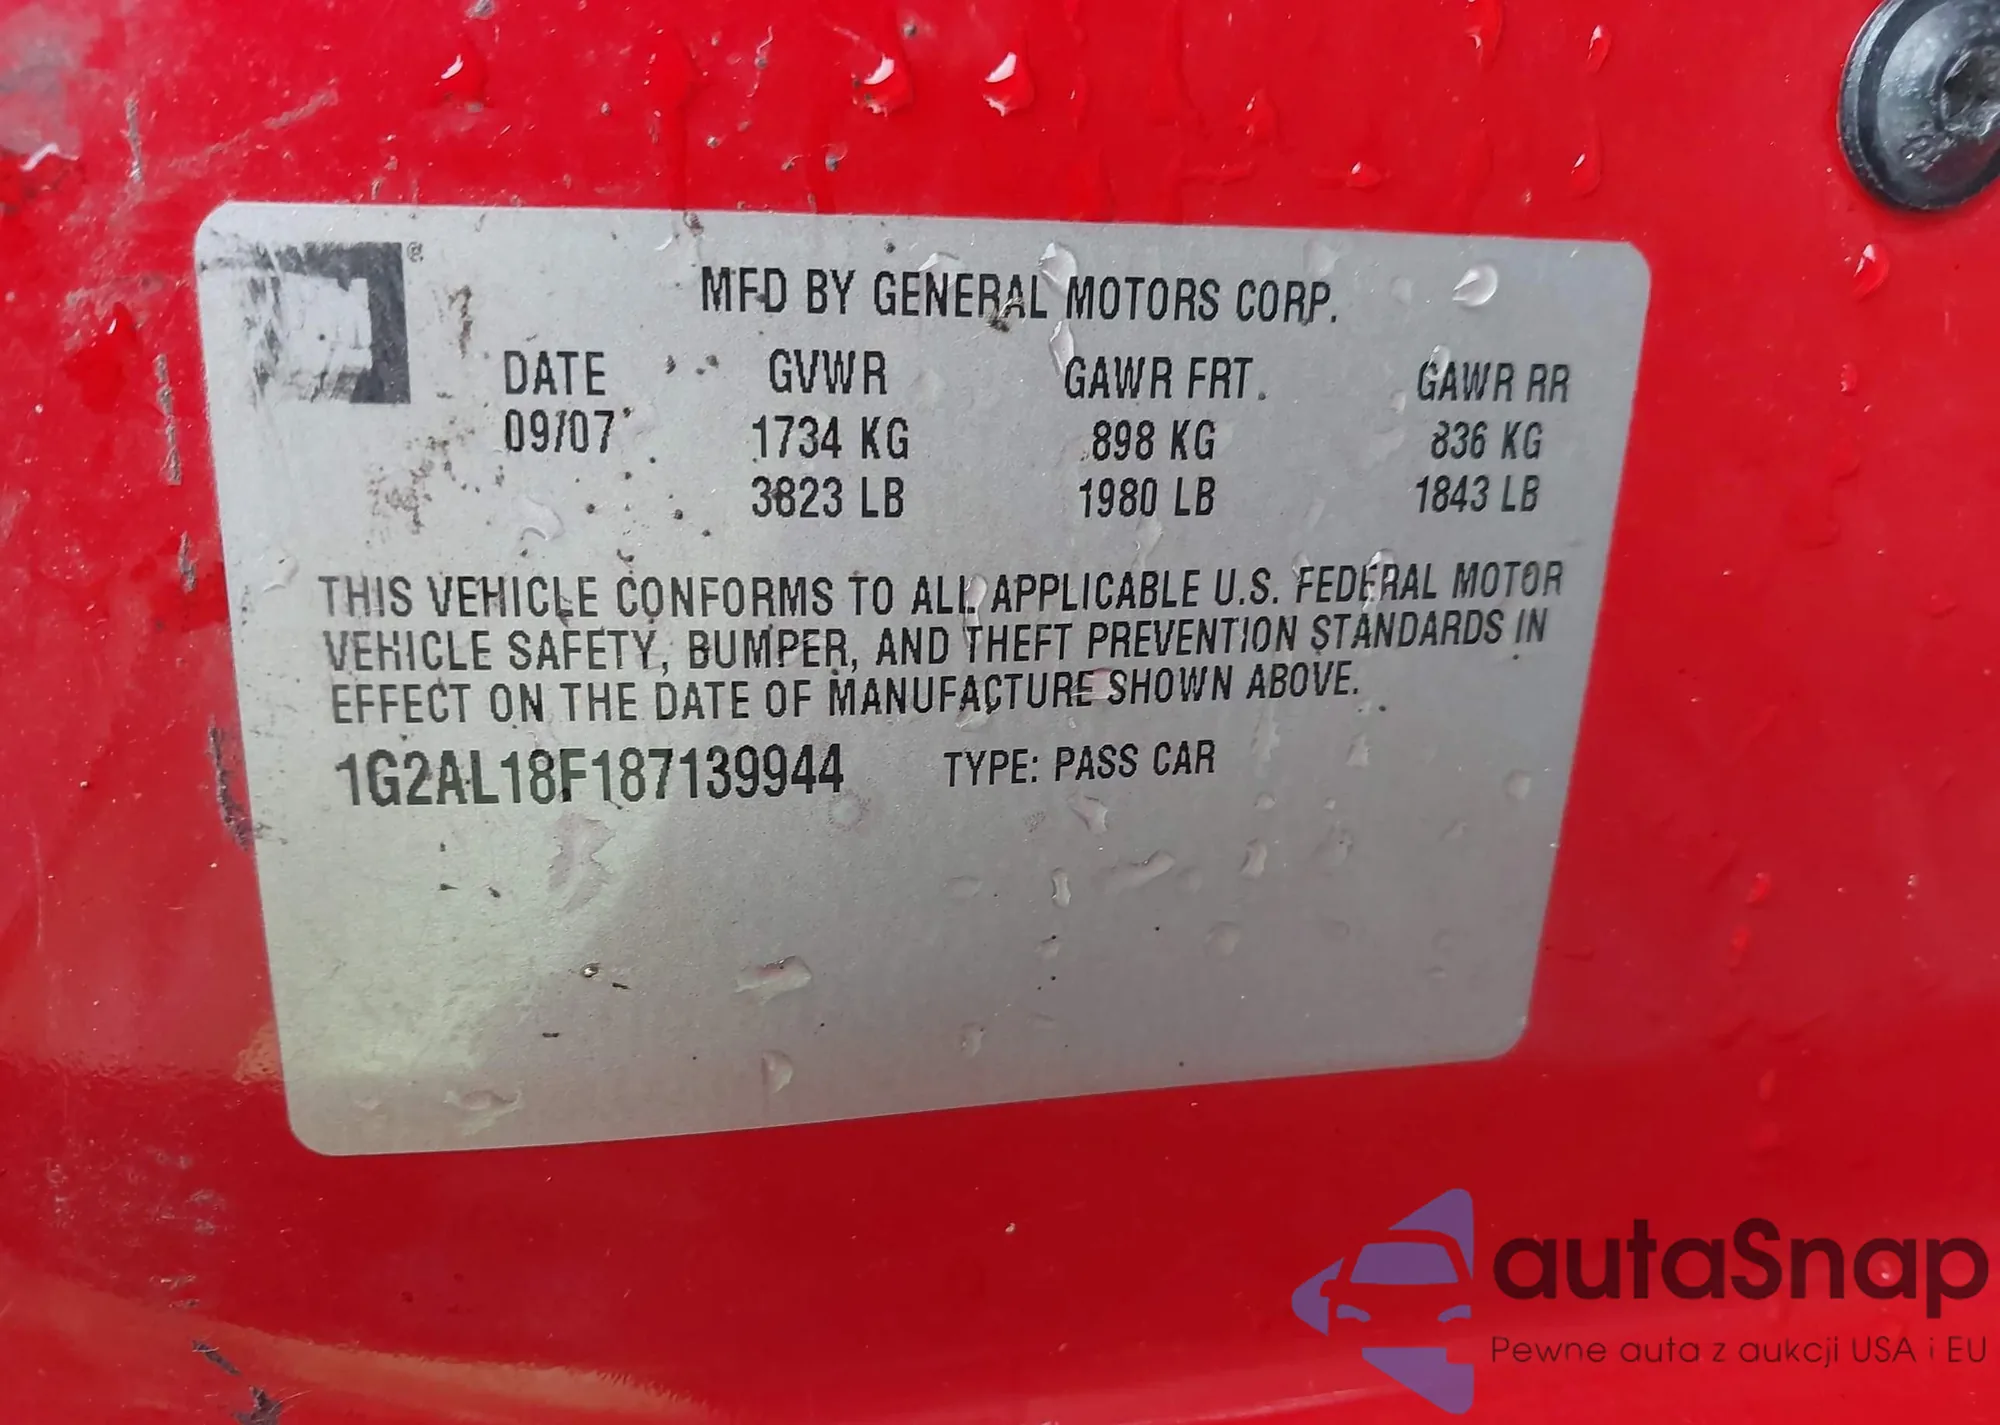 MFD BY GENERAL MOTORS CORP.
DATE GVWR GAWR FRT. GAWR RR
09/07 1734 KG 898 KG 836 KG
3823 LB 1980 LB 1843 LB
THIS VEHICLE CONFORMS TO ALL APPLICABLE U.S. FEDERAL MOTOR
VEHICLE SAFETY, BUMPER, AND THEFT PREVENTION STANDARDS IN
EFFECT ON THE DATE OF MANUFACTURE SHOWN ABOVE.
1G2AL18F187139944 TYPE: PASS CAR
autaSnap
Pewne auta z aukcji USA i EU